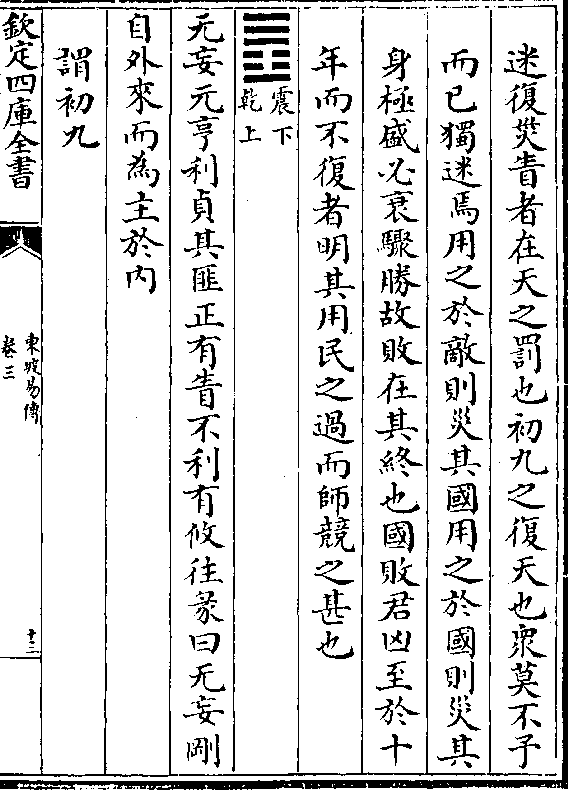 迷復災眚者在天之罰也初九之復天也衆莫不予
而已獨迷焉用之於敵則災其國用之於國則災其
身極盛必衰驟勝故敗在其終也國敗君凶至於十
年而不復者明其用民之過而師競之甚也
震下
乾上
无妄元亨利貞其匪正有眚不利有攸往彖曰无妄剛
自外來而為主於內
謂初九
欽定四庫全書
東坡易傳
卷三
十三